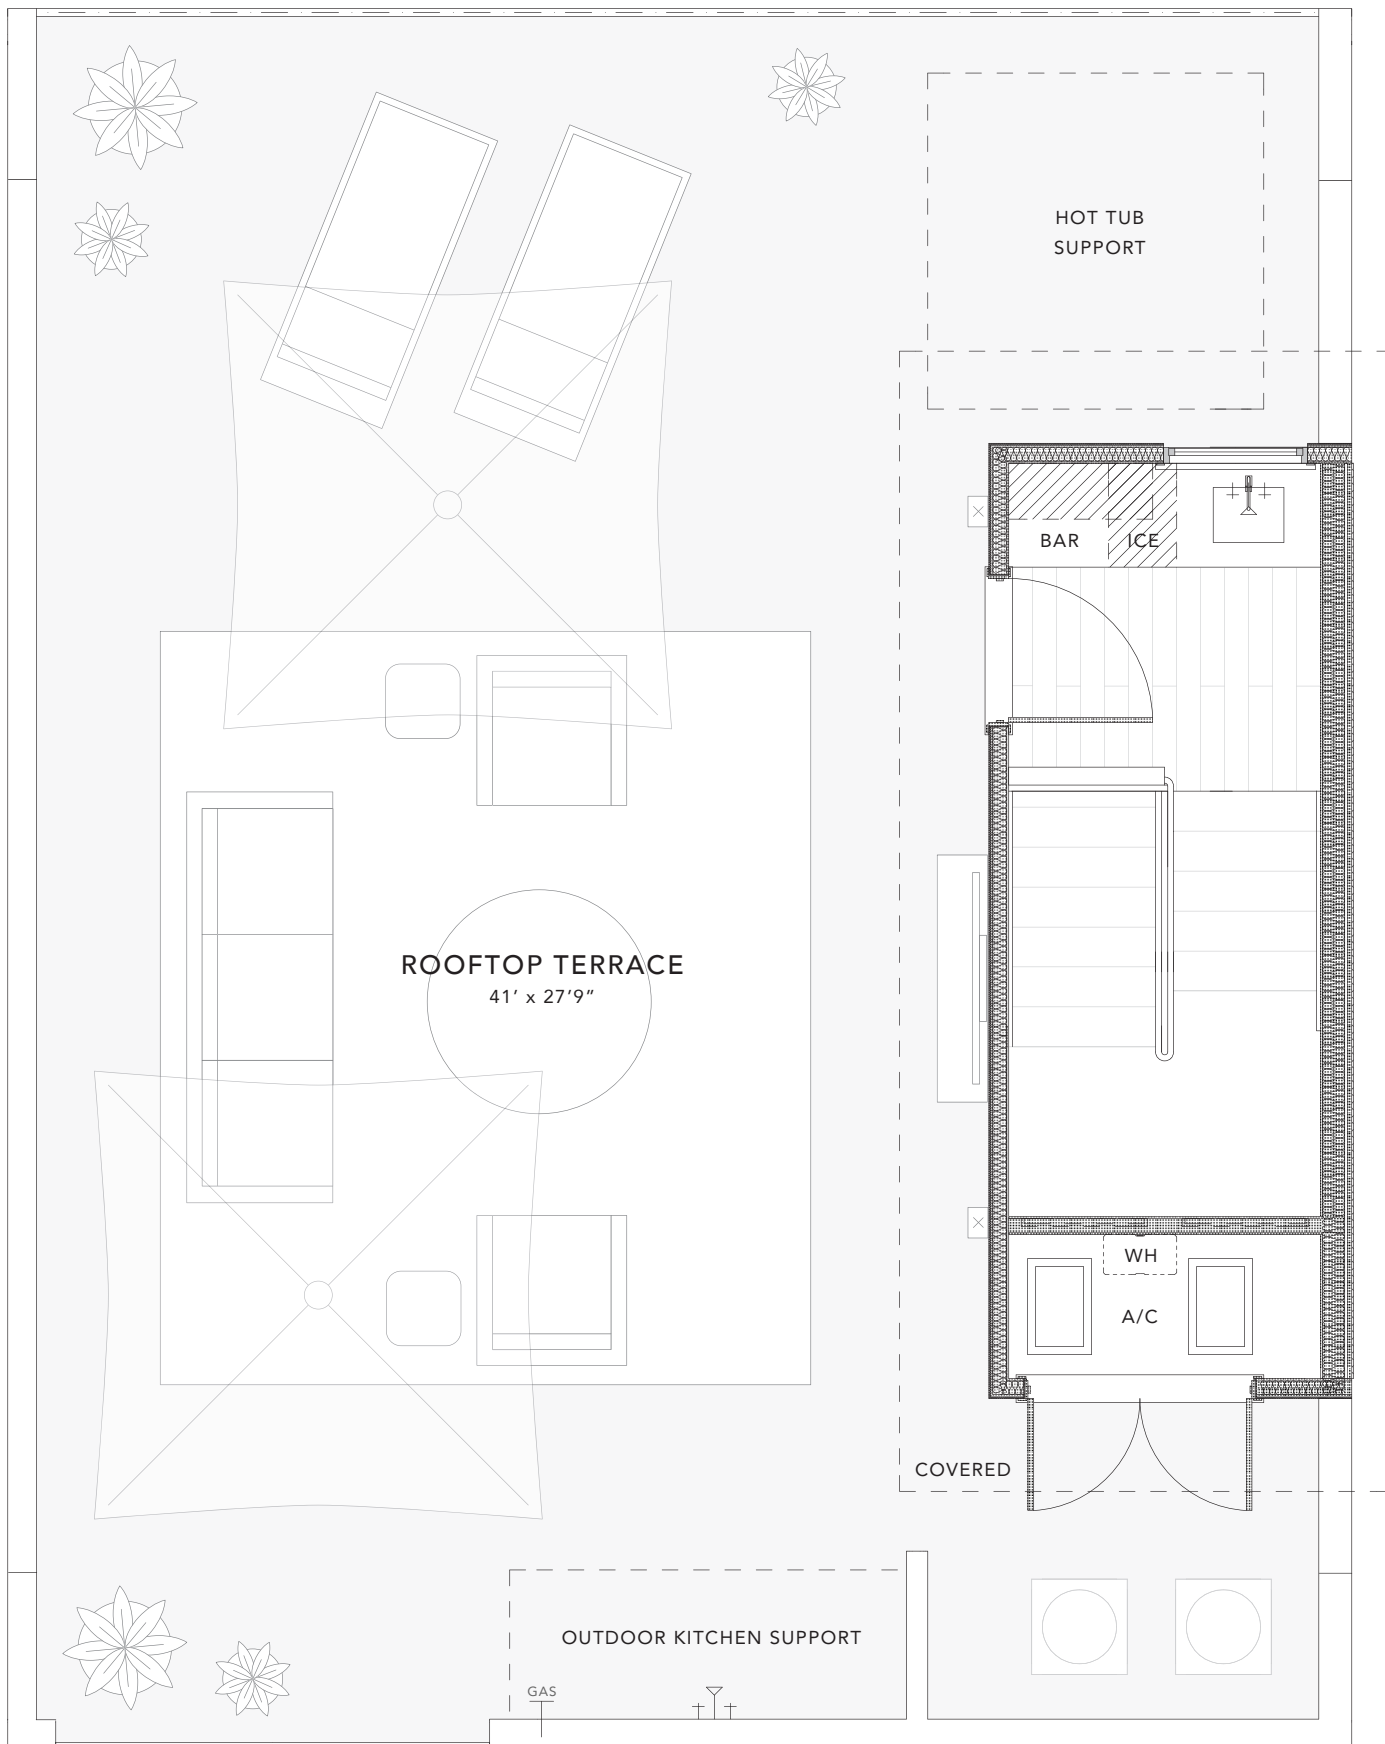 HOT TUB
SUPPORT
BAR
ICE
ROOFTOP TERRACE
41’ x 27’9”
WH
A/C
COVERED
OUTDOOR KITCHEN SUPPORT
GAS